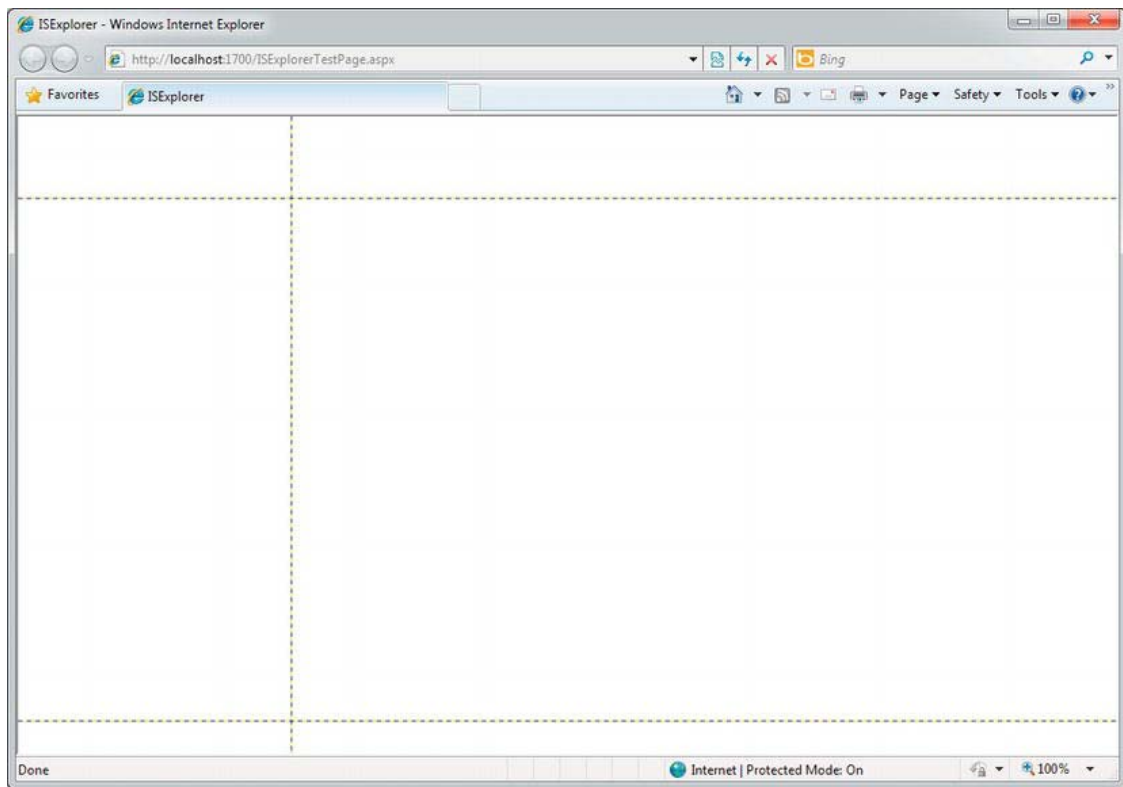 ISExplorer - Windows Internet Explorer
http://localhost:1700/ISExplorerTestPage.aspx
Bing
Favorites
ISExplorer
Page
Safety
Tools
Done
Internet | Protected Mode: On
100%